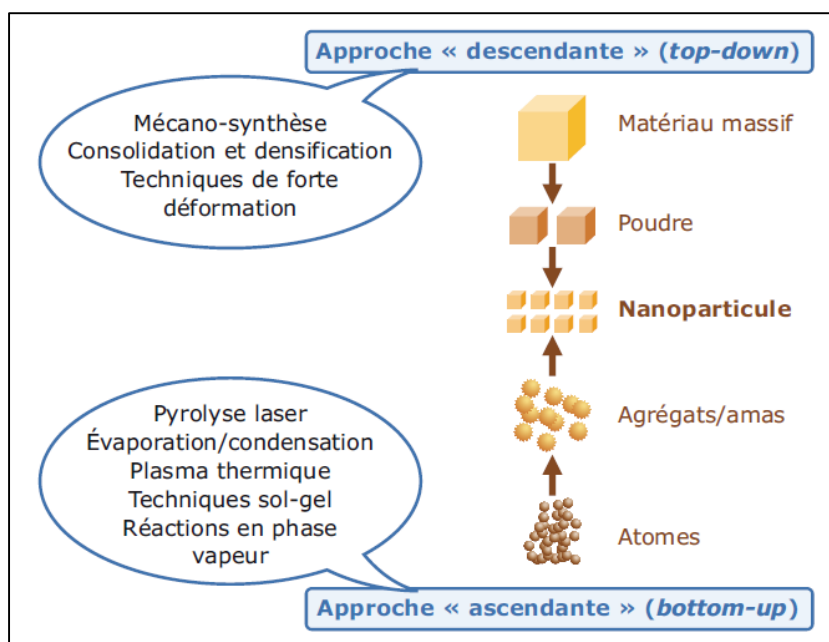 Approche « descendante » (top-down)
Mécano-synthèse
Consolidation et densification
Techniques de forte
déformation
Matériau massif
Poudre
Nanoparticule
Agrégats/amas
Atomes
Pyrolyse laser
Évaporation/condensation
Plasma thermique
Techniques sol-gel
Réactions en phase
vapeur
Approche « ascendante » (bottom-up)